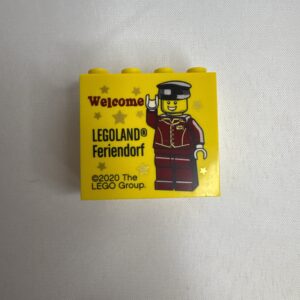 Welcome
LEGOLAND®
Feriendorf
©2020 The
LEGO Group.